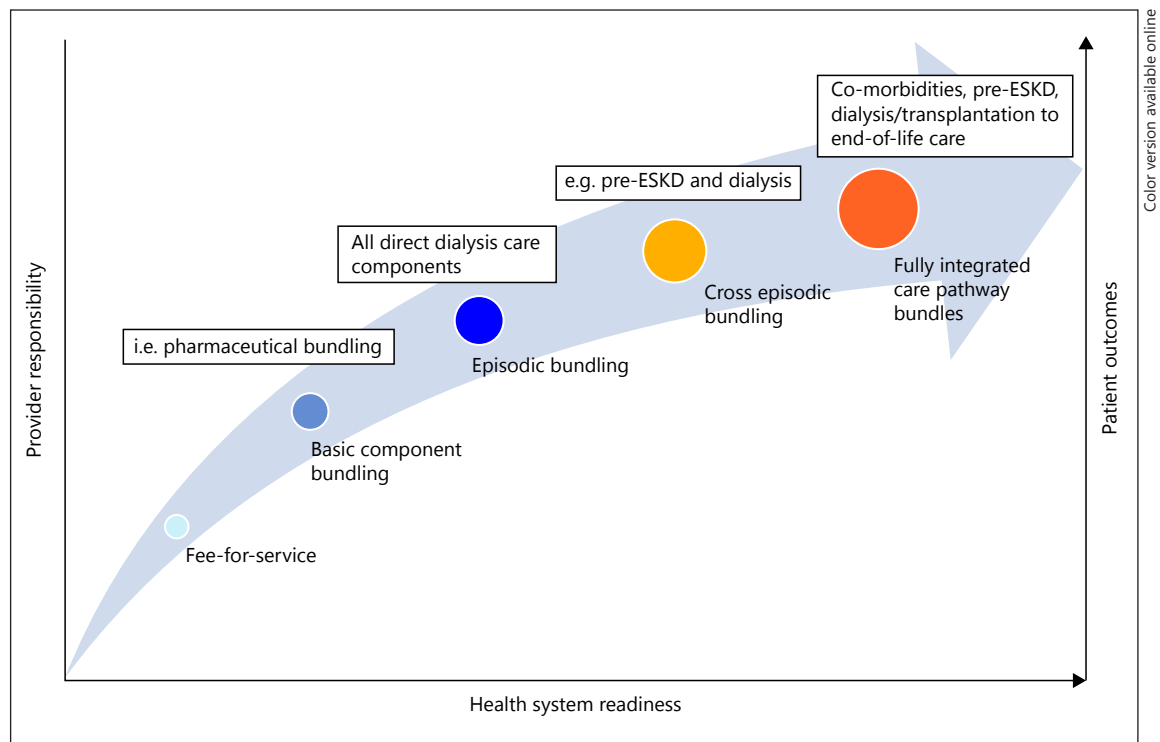 Color version available online
Co-morbidities, pre-ESKD,
dialysis/transplantation to
end-of-life care
e.g. pre-ESKD and dialysis
All direct dialysis care
components
Fully integrated
care pathway
bundles
Cross episodic
bundling
i.e. pharmaceutical bundling
Episodic bundling
Basic component
bundling
Fee-for-service
Provider responsibility
Patient outcomes
Health system readiness